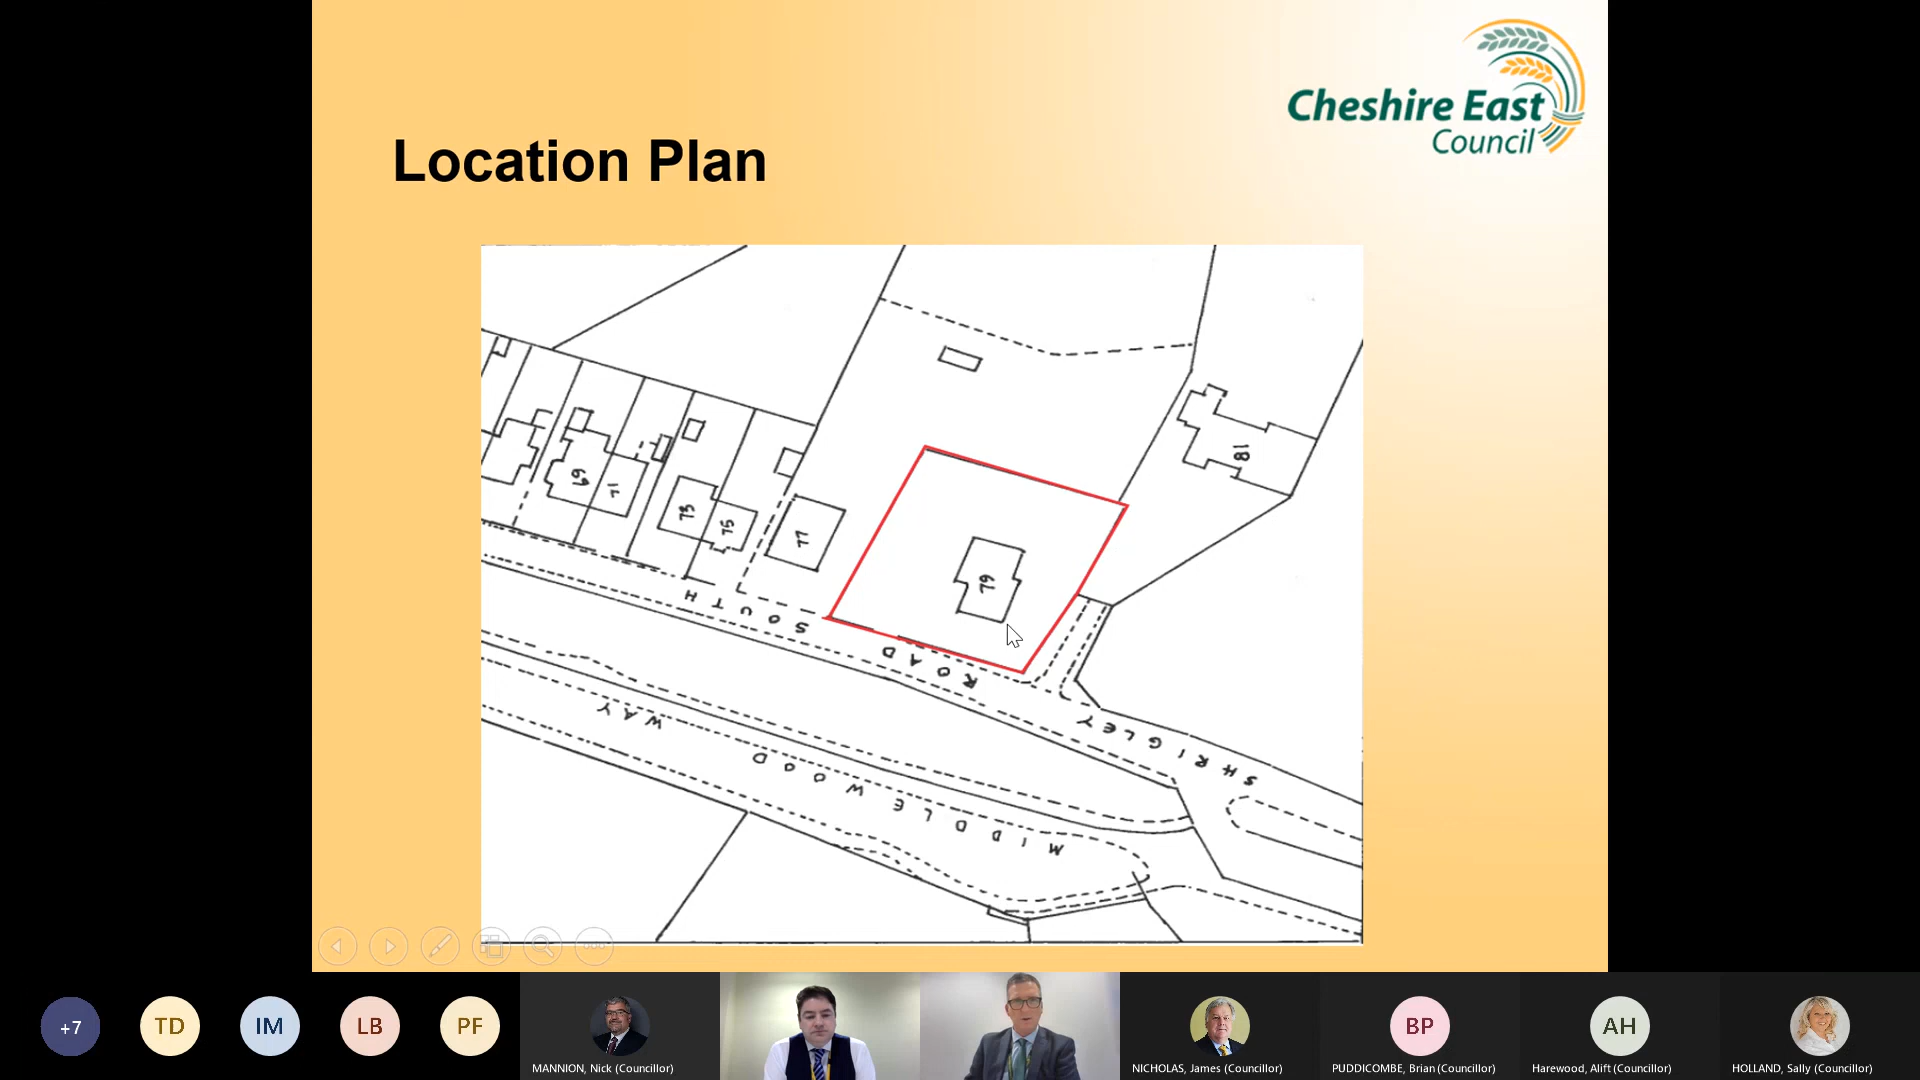 Cheshire East
Council
Location Plan
81
69
71
73
75
77
79
SOUTH
ROAD
WAY
SHRIGLEY
MIDDLEWOOD
+7
TD
IM
LB
PF
BP
AH
MANNION, Nick (Councillor)
NICHOLAS, James (Councillor)
PUDDICOMBE, Brian (Councillor)
Harewood, Alift (Councillor)
HOLLAND, Sally (Councillor)